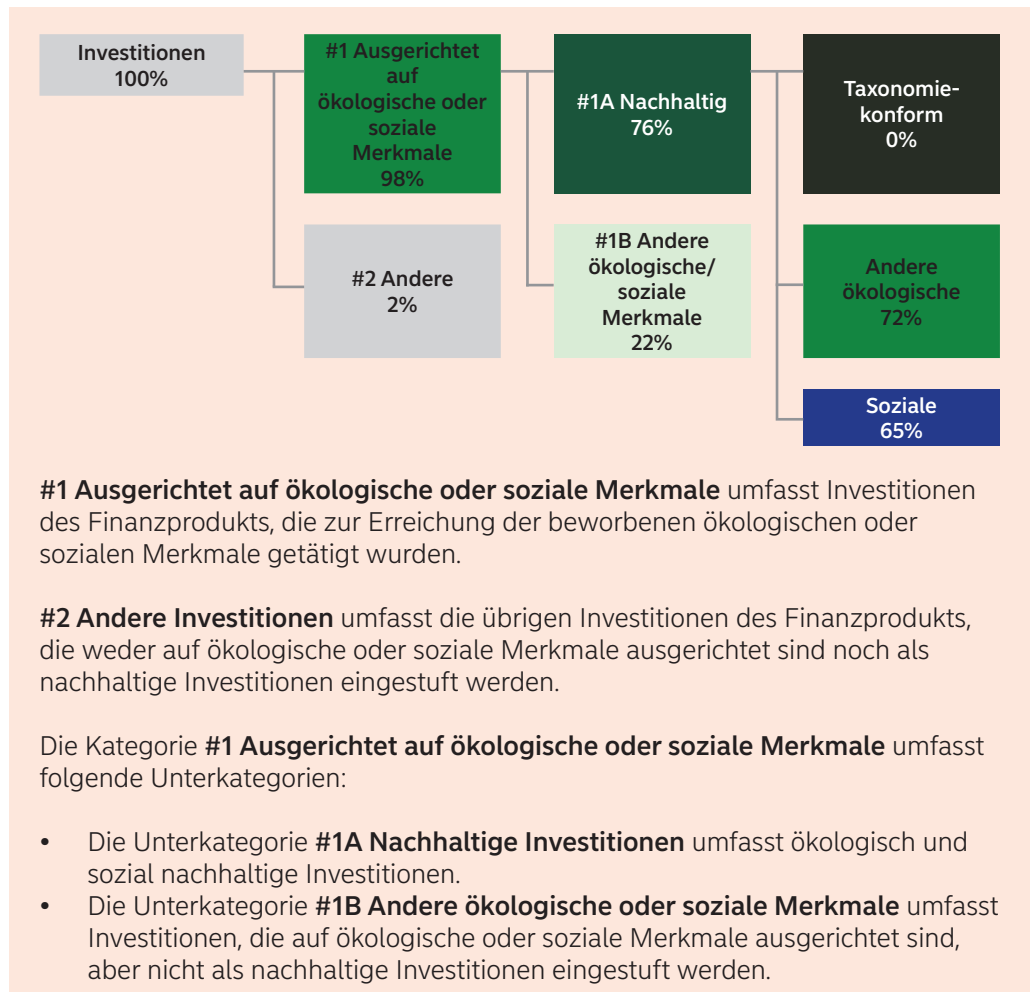 Investitionen
100%
#1 Ausgerichtet
auf
ökologische oder
soziale
Merkmale
98%
#1A Nachhaltig
76%
Taxonomie-
konform
0%
#2 Andere
2%
#1B Andere
ökologische/
soziale
Merkmale
22%
Andere
ökologische
72%
Soziale
65%
#1 Ausgerichtet auf ökologische oder soziale Merkmale umfasst Investitionen
des Finanzprodukts, die zur Erreichung der beworbenen ökologischen oder
sozialen Merkmale getätigt wurden.
#2 Andere Investitionen umfasst die übrigen Investitionen des Finanzprodukts,
die weder auf ökologische oder soziale Merkmale ausgerichtet sind noch als
nachhaltige Investitionen eingestuft werden.
Die Kategorie #1 Ausgerichtet auf ökologische oder soziale Merkmale umfasst
folgende Unterkategorien:
• Die Unterkategorie #1A Nachhaltige Investitionen umfasst ökologisch und
sozial nachhaltige Investitionen.
• Die Unterkategorie #1B Andere ökologische oder soziale Merkmale umfasst
Investitionen, die auf ökologische oder soziale Merkmale ausgerichtet sind,
aber nicht als nachhaltige Investitionen eingestuft werden.